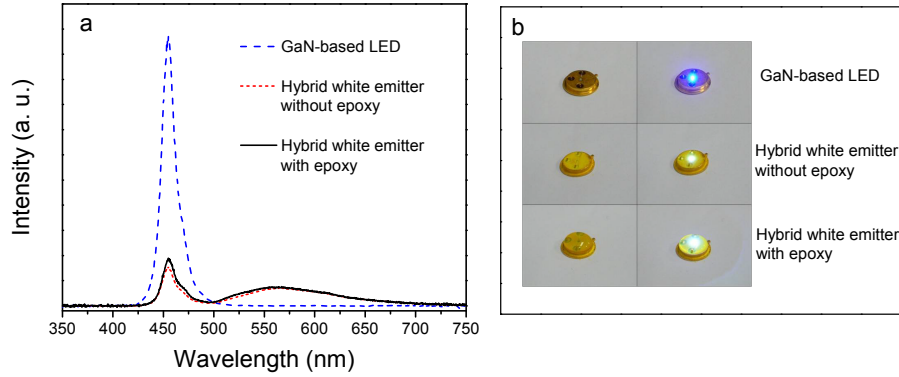 a
GaN-based LED
Hybrid white emitter
without epoxy
Hybrid white emitter
with epoxy
Intensity (a. u.)
350 400 450 500 550 600 650 700 750
Wavelength (nm)
b
GaN-based LED
Hybrid white emitter
without epoxy
Hybrid white emitter
with epoxy